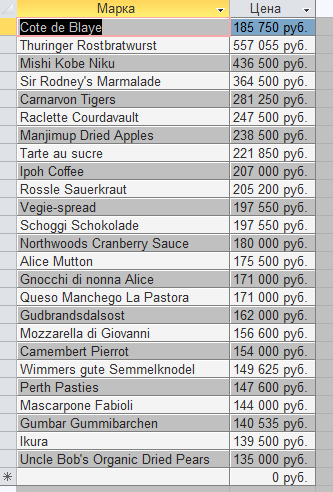 Марка Цена
Cote de Blaye 185 750 руб.
Thuringer Rostbratwurst 557 055 руб.
Mishi Kobe Niku 436 500 руб.
Sir Rodney's Marmalade 364 500 руб.
Carnarvon Tigers 281 250 руб.
Raclette Courdavault 247 500 руб.
Manjimup Dried Apples 238 500 руб.
Tarte au sucre 221 850 руб.
Ipoh Coffee 207 000 руб.
Rossle Sauerkraut 205 200 руб.
Vegie-spread 197 550 руб.
Schoggi Schokolade 197 550 руб.
Northwoods Cranberry Sauce 180 000 руб.
Alice Mutton 175 500 руб.
Gnocchi di nonna Alice 171 000 руб.
Queso Manchego La Pastora 171 000 руб.
Gudbrandsdalsost 162 000 руб.
Mozzarella di Giovanni 156 600 руб.
Camembert Pierrot 154 000 руб.
Wimmers gute Semmelknodel 149 625 руб.
Perth Pasties 147 600 руб.
Mascarpone Fabioli 144 000 руб.
Gumbar Gummibarchen 140 535 руб.
Ikura 139 500 руб.
Uncle Bob's Organic Dried Pears 135 000 руб.
0 руб.